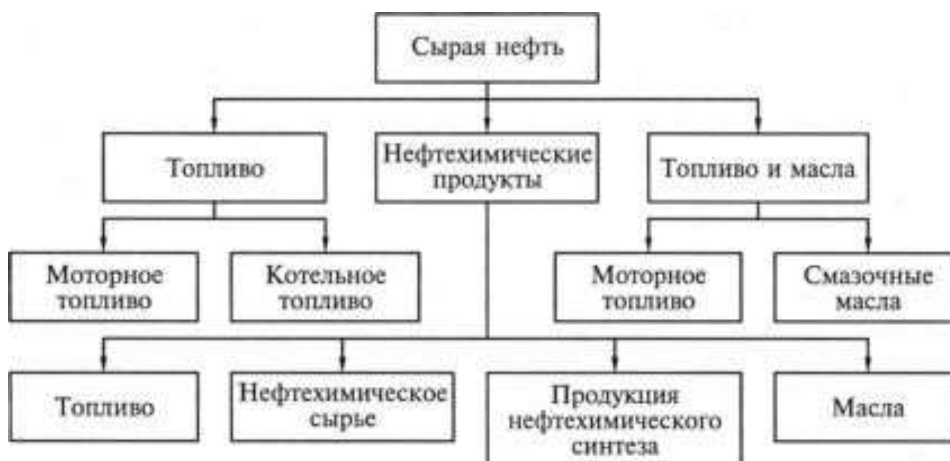 Сырая нефть
Топливо
Нефтехимические
продукты
Топливо и масла
Моторное
топливо
Котельное
топливо
Моторное
топливо
Смазочные
масла
Топливо
Нефтехимическое
сырье
Продукция
нефтехимического
синтеза
Масла